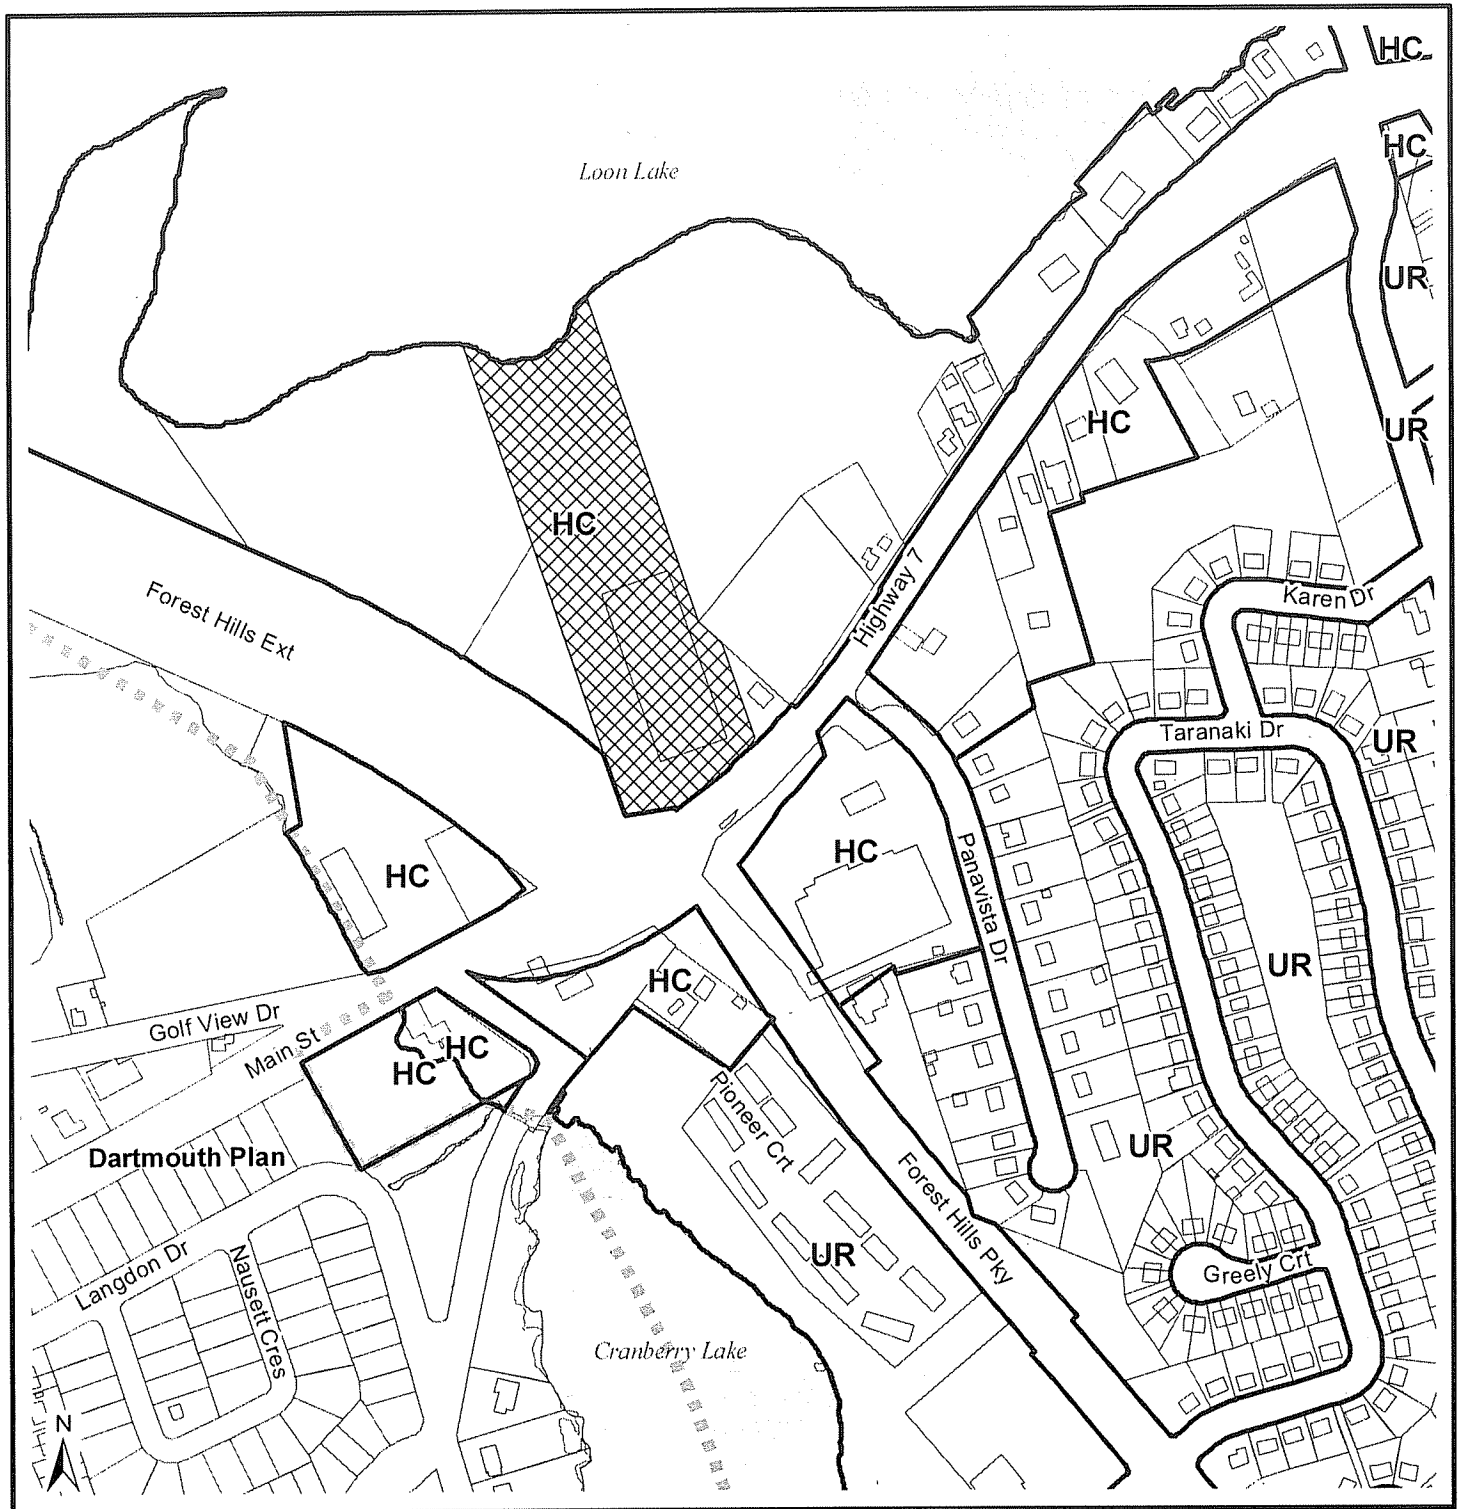 HC
HC
Loon Lake
UR
HC
UR
HC
Highway 7
Karen Dr
Forest Hills Ext
Taranaki Dr
UR
HC
HC
Panavista Dr
HC
UR
Golf View Dr
Main St
HC
HC
Pioneer Crt
Dartmouth Plan
UR
Forest Hills Pky
Langdon Dr
Nausett Cres
UR
Greely Crt
Cranberry Lake
N